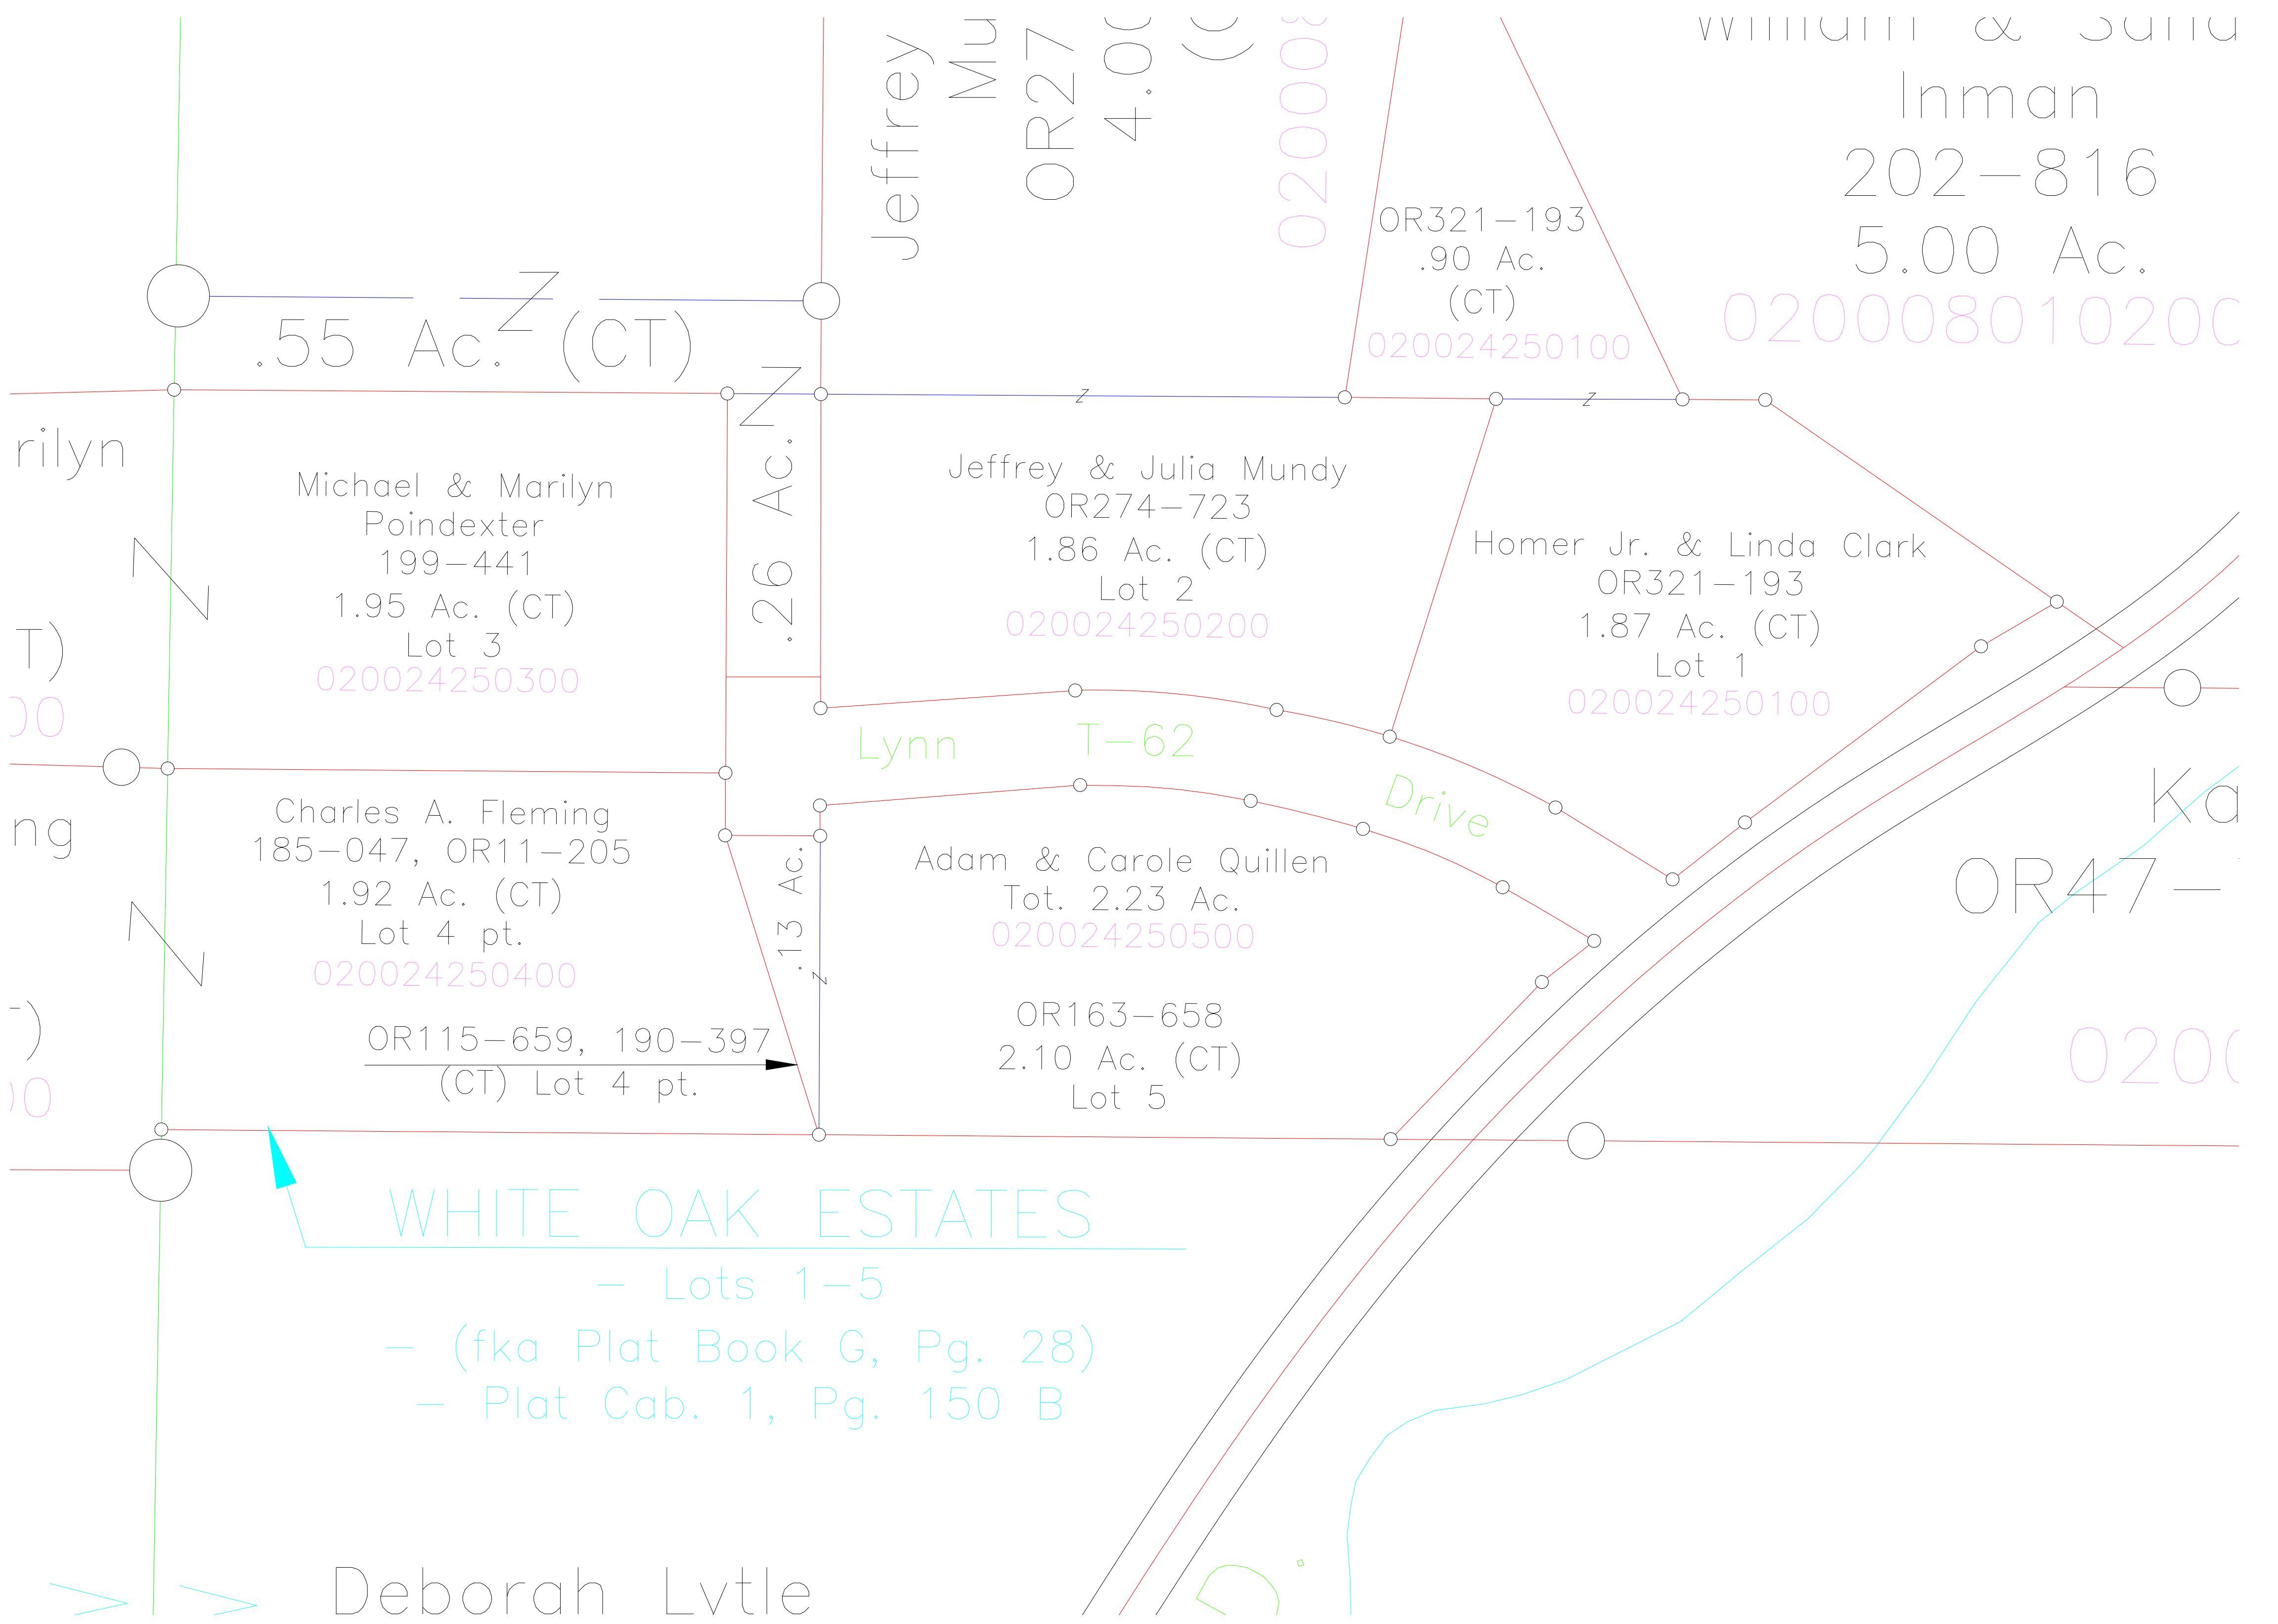 Jeffrey
OR27
4.00
Inman
202-816
5.00 Ac.
020008010200
OR321-193
.90 Ac.
(CT)
020024250100
.55 Ac. (CT)
Michael & Marilyn
Poindexter
199-441
1.95 Ac. (CT)
Lot 3
020024250300
.26 Ac.
Jeffrey & Julia Mundy
OR274-723
1.86 Ac. (CT)
Lot 2
020024250200
Homer Jr. & Linda Clark
OR321-193
1.87 Ac. (CT)
Lot 1
020024250100
Lynn T-62 Drive
Charles A. Fleming
185-047, OR11-205
1.92 Ac. (CT)
Lot 4 pt.
020024250400
.13 Ac.
OR115-659, 190-397
(CT) Lot 4 pt.
Adam & Carole Quillen
Tot. 2.23 Ac.
020024250500
OR163-658
2.10 Ac. (CT)
Lot 5
OR47-
WHITE OAK ESTATES
- Lots 1-5
- (fka Plat Book G, Pg. 28)
- Plat Cab. 1, Pg. 150 B
Deborah Lytle